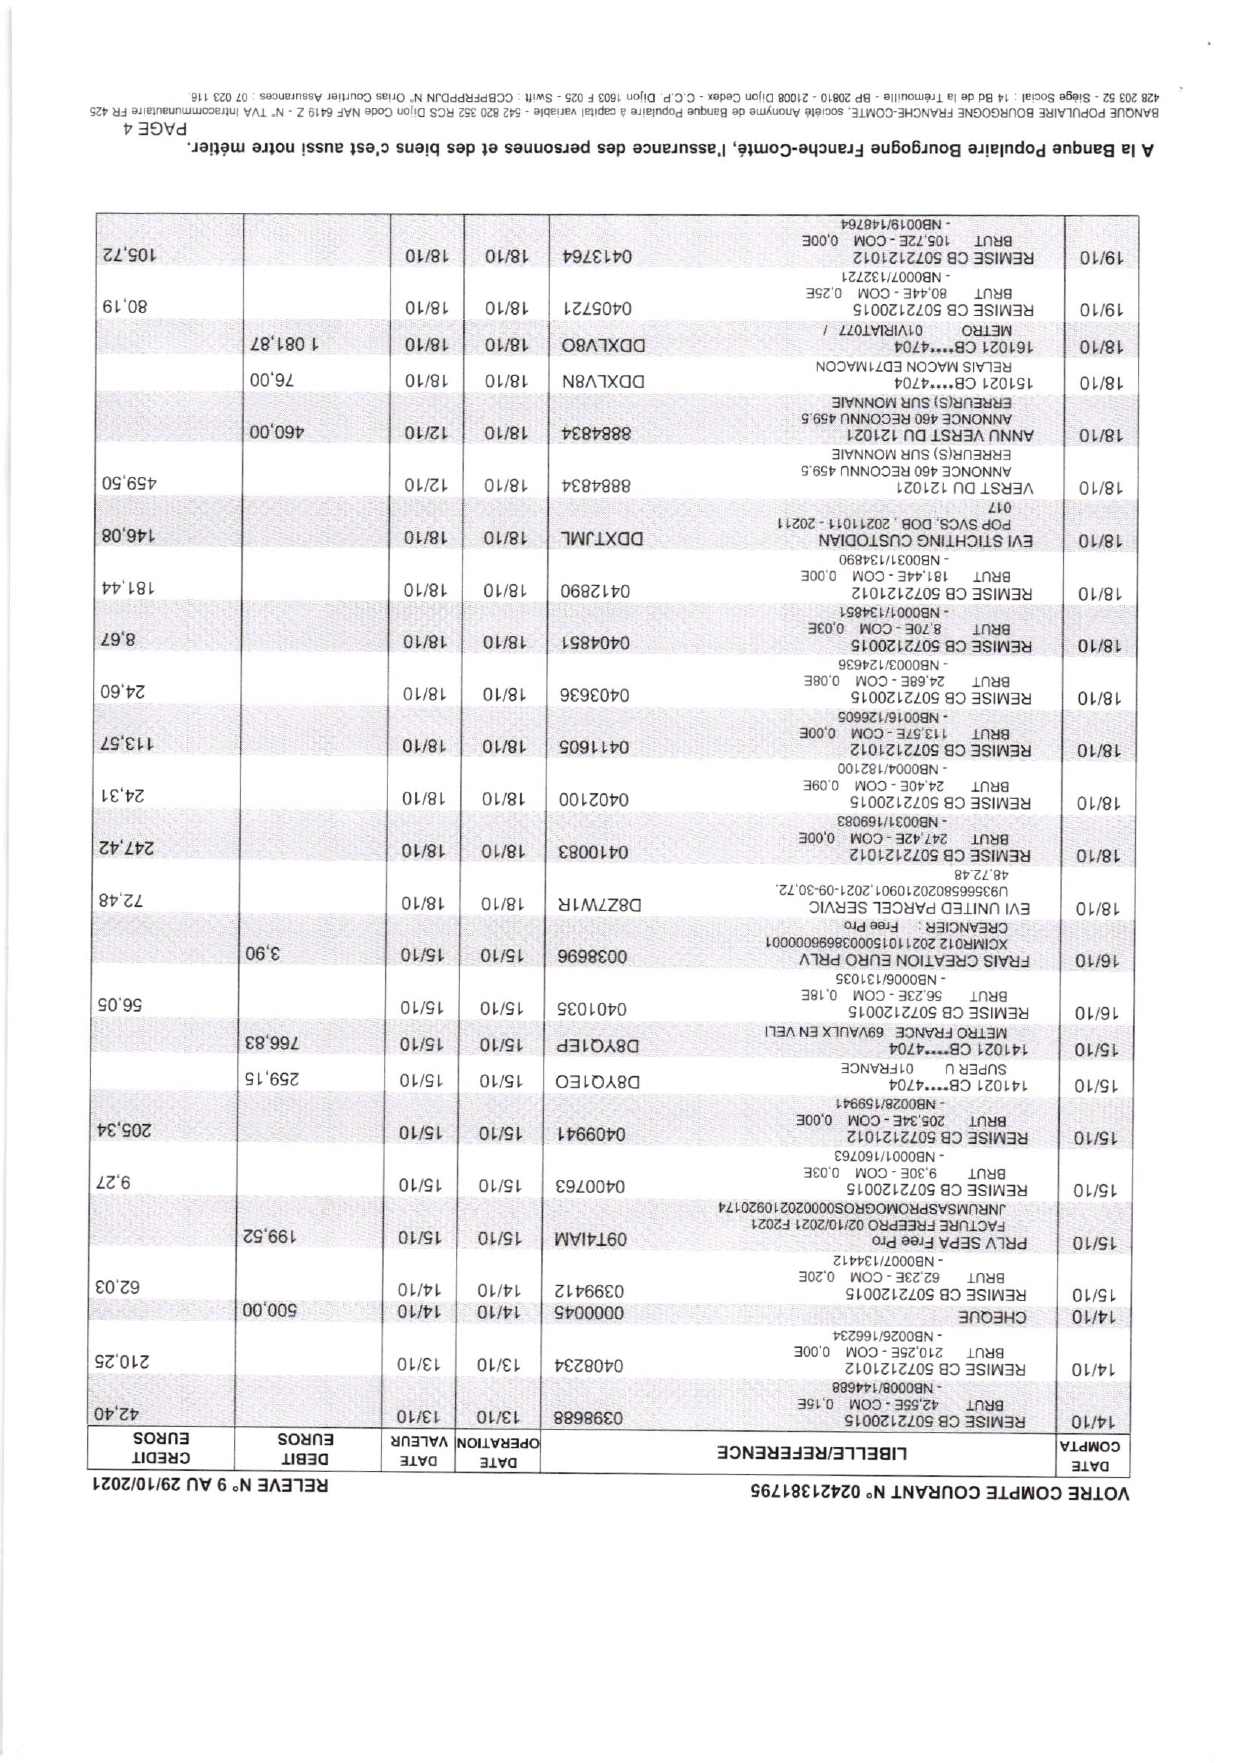 VOTRE COMPTE COURANT N° 02421381795
RELEVE N° 9 AU 29/10/2021
DATE COMPTA LIBELLE/REFERENCE DATE OPERATION DATE VALEUR DEBIT EUROS CREDIT EUROS
14/10 REMISE CB 5072120015 0398688 13/10 13/10 42,40
BRUT 42,55E - COM 0,15E
- NB0008/144688
14/10 REMISE CB 5072121012 0408234 13/10 13/10 210,25
BRUT 210,25E - COM 0,00E
- NB0026/166234
14/10 CHEQUE 0000045 14/10 14/10 500,00
15/10 REMISE CB 5072120015 0399412 14/10 14/10 62,03
BRUT 62,23E - COM 0,20E
- NB0007/134412
15/10 PRLV SEPA Free Pro 09T4IAM 15/10 15/10 199,52
FACTURE FREEPRO 02/10/2021 F2021
JNRUMSASPROMOGROS000020210920174
15/10 REMISE CB 5072120015 0400763 15/10 15/10 9,27
BRUT 9,30E - COM 0,03E
- NB0001/160763
15/10 REMISE CB 5072121012 0409941 15/10 15/10 205,34
BRUT 205,34E - COM 0,00E
- NB0028/159941
15/10 141021 CB****4704 D8YQ1EO 15/10 15/10 259,15
SUPER U 01FRANCE
15/10 141021 CB****4704 D8YQ1EP 15/10 15/10 766,83
METRO FRANCE 69VAULX EN VELI
16/10 REMISE CB 5072120015 0401035 15/10 15/10 56,05
BRUT 56,23E - COM 0,18E
- NB0006/131035
16/10 FRAIS CREATION EURO PRLV 0038696 15/10 15/10 3,90
XCIMR012 2021101500038696000001
CREANCIER : Free Pro
18/10 EVI UNITED PARCEL SERVIC D8Z7W1R 18/10 18/10 72,48
U9356658020210901,2021-09-30,72.
48,72.48
18/10 REMISE CB 5072121012 0410083 18/10 18/10 247,42
BRUT 247,42E - COM 0,00E
- NB0031/169083
18/10 REMISE CB 5072120015 0402100 18/10 18/10 24,31
BRUT 24,40E - COM 0,09E
- NB0004/182100
18/10 REMISE CB 5072121012 0411605 18/10 18/10 113,57
BRUT 113,57E - COM 0,00E
- NB0016/126605
18/10 REMISE CB 5072120015 0403636 18/10 18/10 24,60
BRUT 24,68E - COM 0,08E
- NB0003/124636
18/10 REMISE CB 5072120015 0404851 18/10 18/10 8,67
BRUT 8,70E - COM 0,03E
- NB0001/134851
18/10 REMISE CB 5072121012 0412890 18/10 18/10 181,44
BRUT 181,44E - COM 0,00E
- NB0031/134890
18/10 EVI STICHTING CUSTODIAN DDXTJML 18/10 18/10 146,08
POP SVCS, DOB , 20211011 - 20211
017
18/10 VERST DU 121021 8884834 18/10 12/10 459,50
ANNONCE 460 RECONNU 459.5
ERREUR(S) SUR MONNAIE
18/10 ANNU VERST DU 121021 8884834 18/10 12/10 460,00
ANNONCE 460 RECONNU 459.5
ERREUR(S) SUR MONNAIE
18/10 151021 CB****4704 DDXLV8N 18/10 18/10 76,00
RELAIS MACON ED71MACON
18/10 161021 CB****4704 DDXLV8O 18/10 18/10 1 081,87
METRO 01VIRIAT077 /
19/10 REMISE CB 5072120015 0405721 18/10 18/10 80,19
BRUT 80,44E - COM 0,25E
- NB0007/132721
19/10 REMISE CB 5072121012 0413764 18/10 18/10 105,72
BRUT 105,72E - COM 0,00E
- NB0019/148764
A la Banque Populaire Bourgogne Franche-Comté, l'assurance des personnes et des biens c'est aussi notre métier.
PAGE 4
BANQUE POPULAIRE BOURGOGNE FRANCHE-COMTE, société Anonyme de Banque Populaire à capital variable - 542 820 352 RCS Dijon Code NAF 6419 Z - N° TVA Intracommunautaire FR 425
428 203 52 - Siège Social : 14 Bd de la Trémouille - BP 20810 - 21008 Dijon Cedex - C.C.P. Dijon 1603 F 025 - Swift : CCBPFRPPDJN N° Orias Courtier Assurances : 07 023 116.